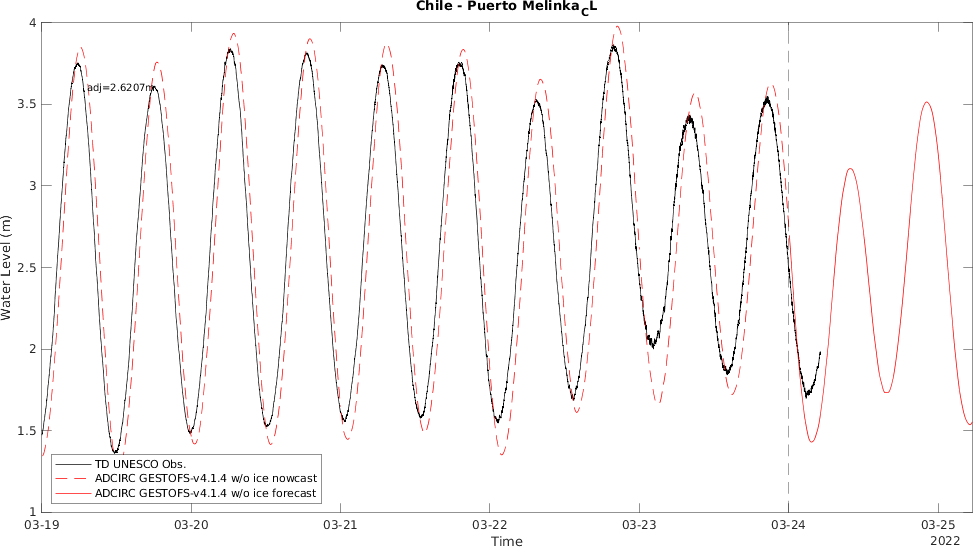 Chile - Puerto Melinka_CL
4
adj=2.6207m
3.5
3
2.5
2
1.5
1
Water Level (m)
TD UNESCO Obs.
ADCIRC GESTOFS-v4.1.4 w/o ice nowcast
ADCIRC GESTOFS-v4.1.4 w/o ice forecast
03-19 03-20 03-21 03-22 03-23 03-24 03-25
Time 2022